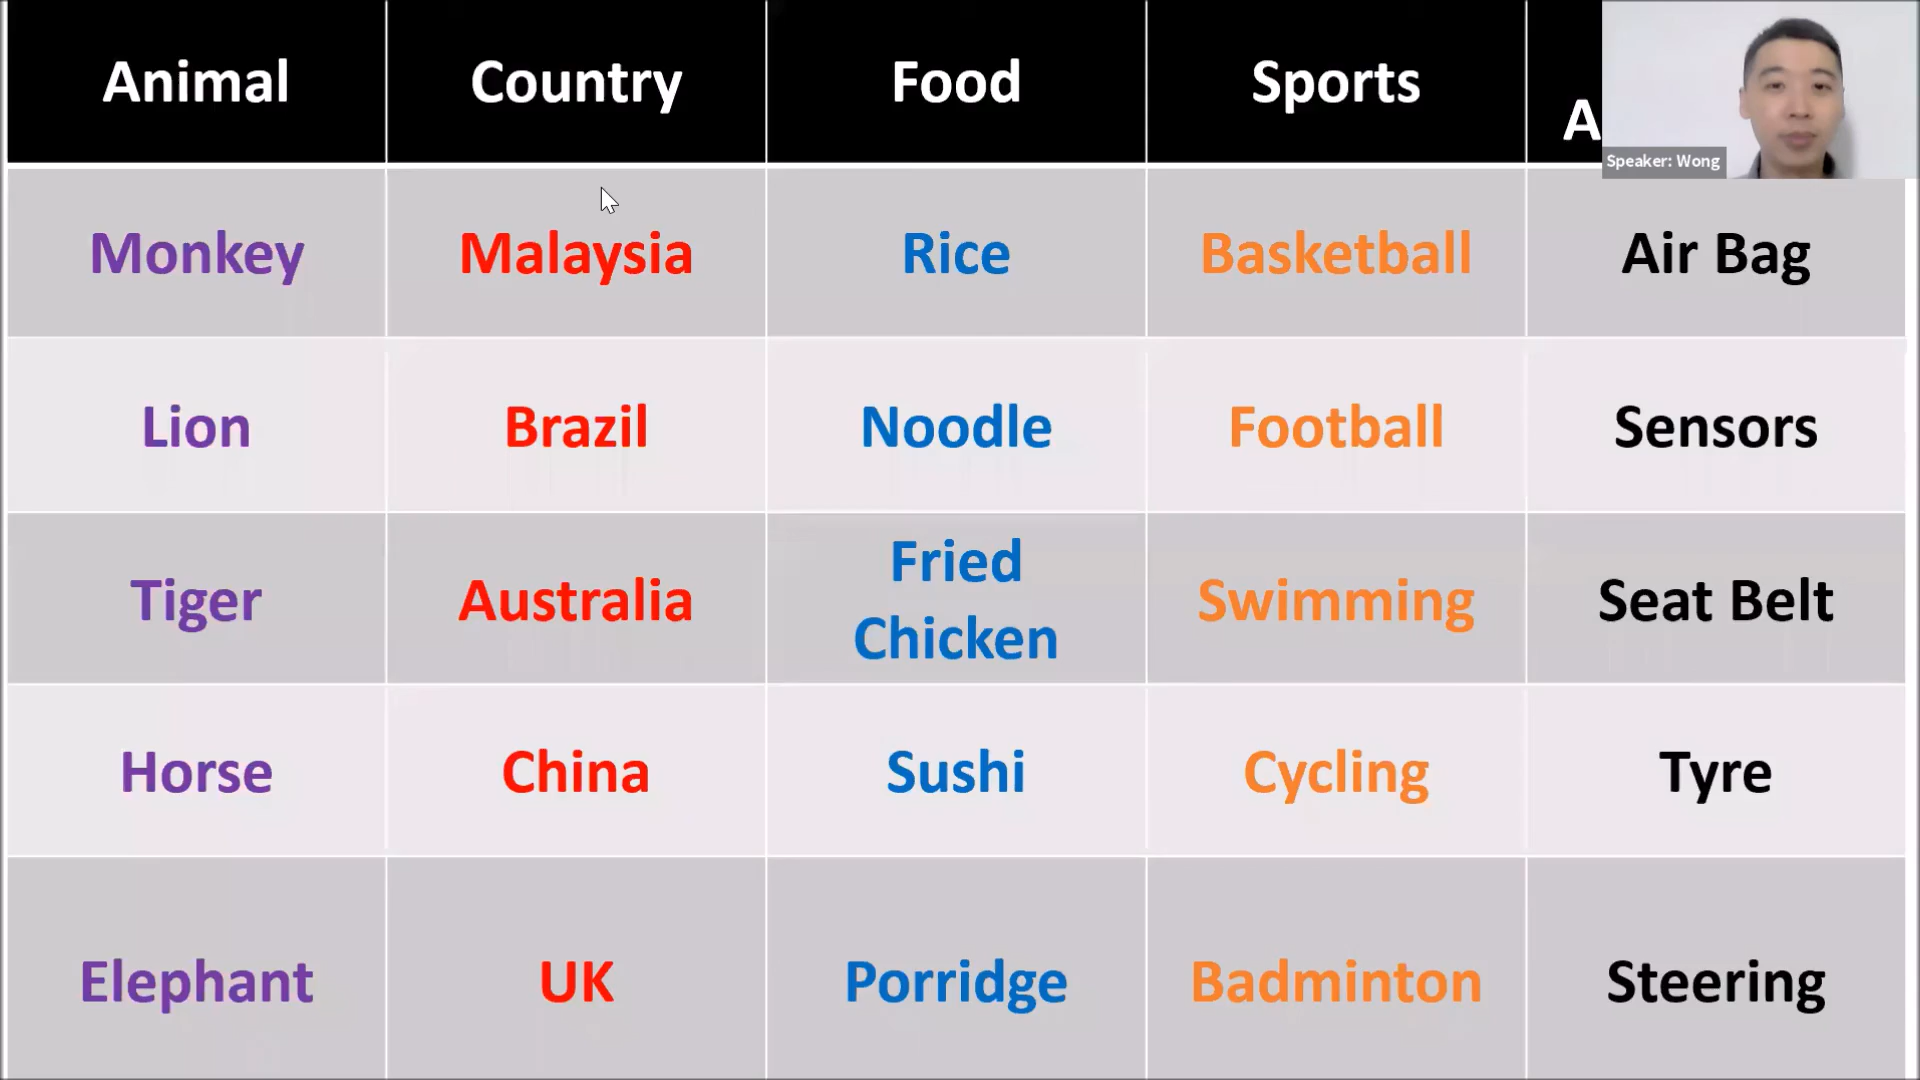 Animal Country Food Sports
Speaker: Wong
Monkey Malaysia Rice Basketball Air Bag
Lion Brazil Noodle Football Sensors
Tiger Australia Fried Chicken Swimming Seat Belt
Horse China Sushi Cycling Tyre
Elephant UK Porridge Badminton Steering